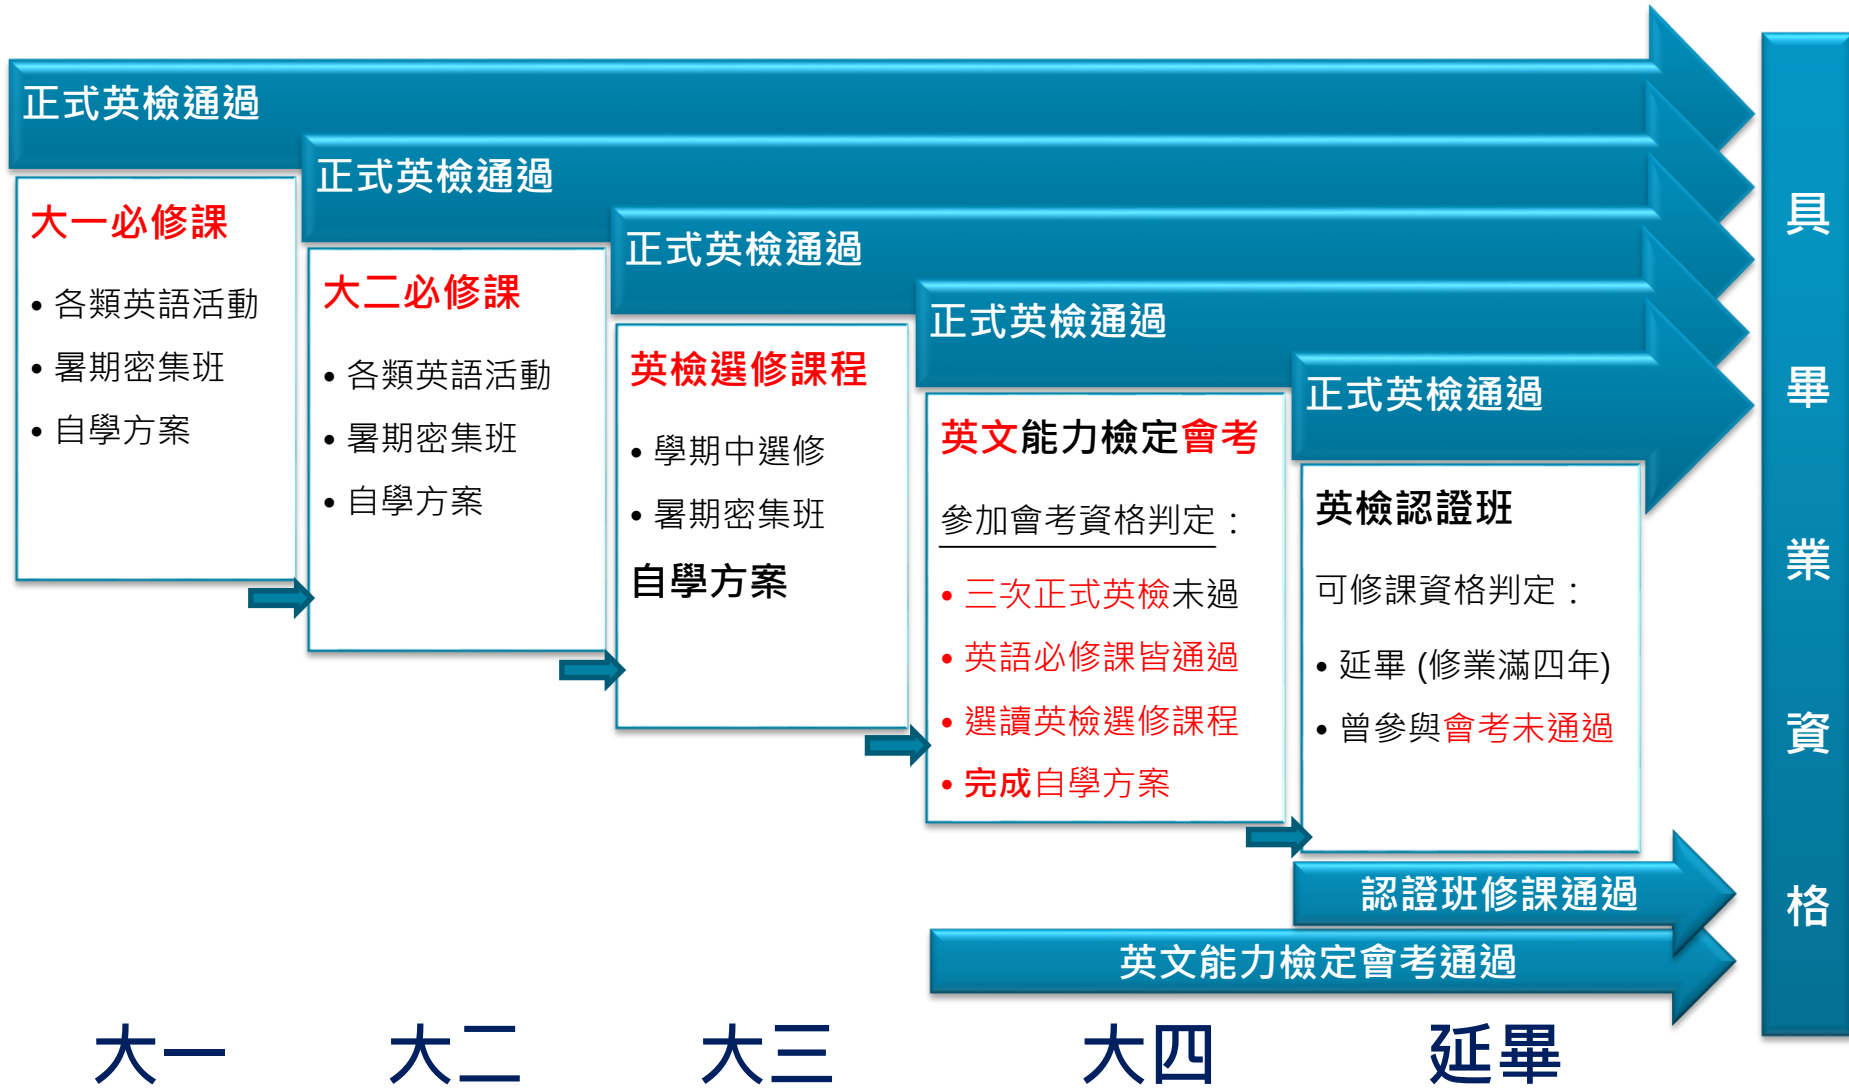 正式英檢通過
大一必修課
• 各類英語活動
• 暑期密集班
• 自學方案
正式英檢通過
大二必修課
• 各類英語活動
• 暑期密集班
• 自學方案
正式英檢通過
英檢選修課程
• 學期中選修
• 暑期密集班
自學方案
正式英檢通過
英文能力檢定會考
參加會考資格判定：
• 三次正式英檢未過
• 英語必修課皆通過
• 選讀英檢選修課程
• 完成自學方案
正式英檢通過
英檢認證班
可修課資格判定：
• 延畢 (修業滿四年)
• 曾參與會考未通過
認證班修課通過
英文能力檢定會考通過
具畢業資格
大一
大二
大三
大四
延畢